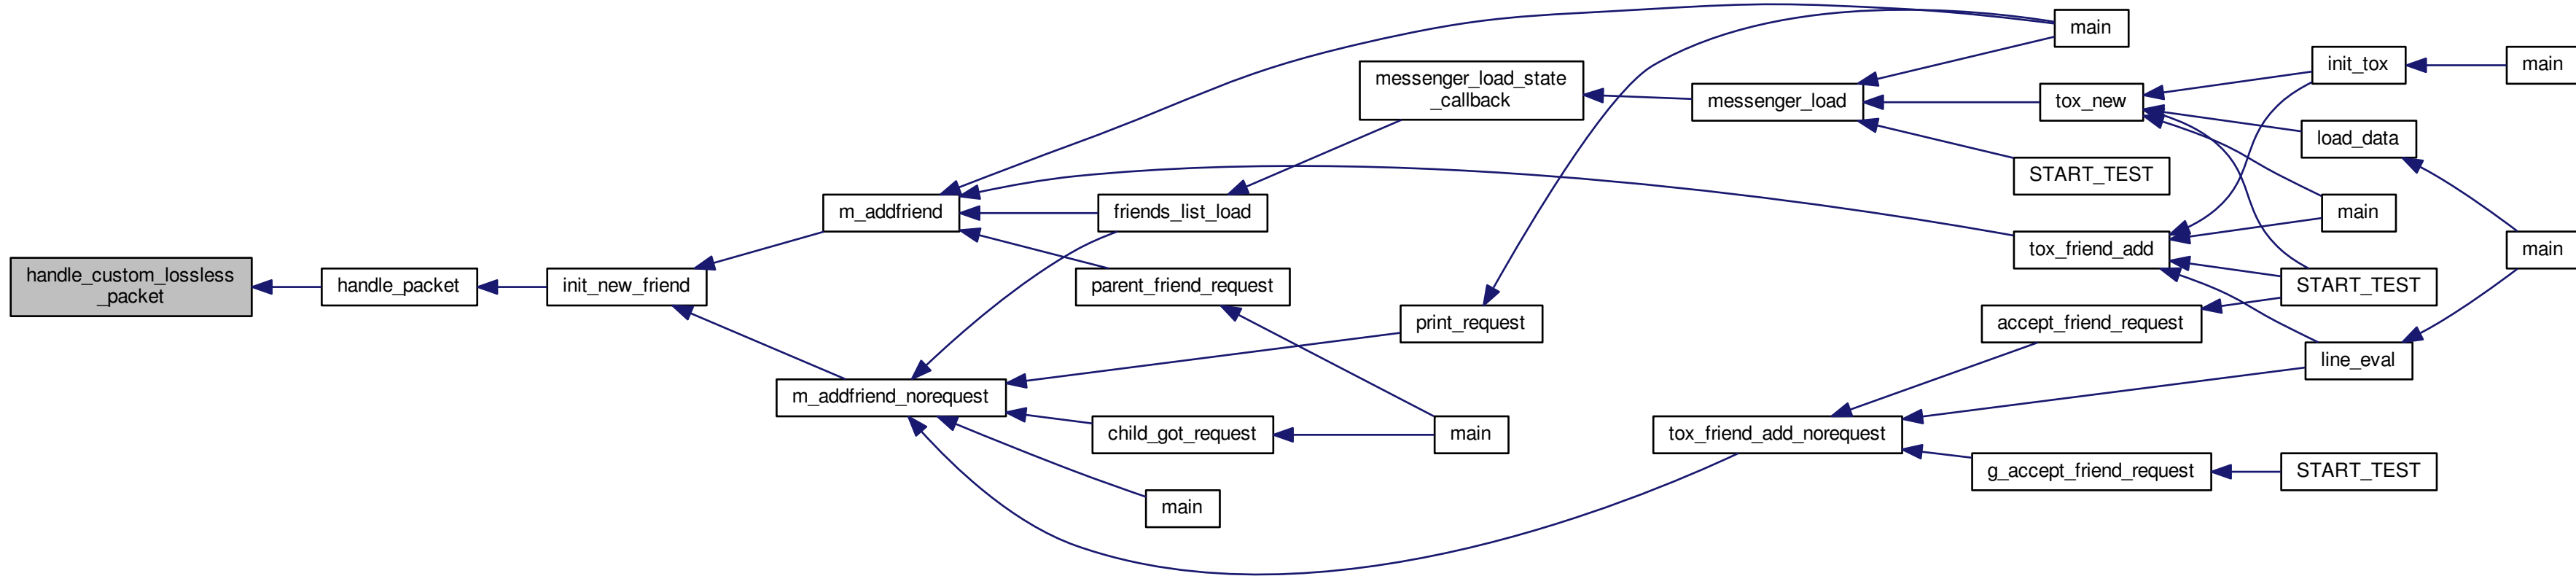 handle_custom_lossless
_packet
handle_packet
init_new_friend
m_addfriend
m_addfriend_norequest
friends_list_load
parent_friend_request
child_got_request
main
messenger_load_state
_callback
print_request
main
messenger_load
tox_friend_add_norequest
main
tox_new
START_TEST
tox_friend_add
accept_friend_request
g_accept_friend_request
init_tox
load_data
main
START_TEST
line_eval
START_TEST
main
main